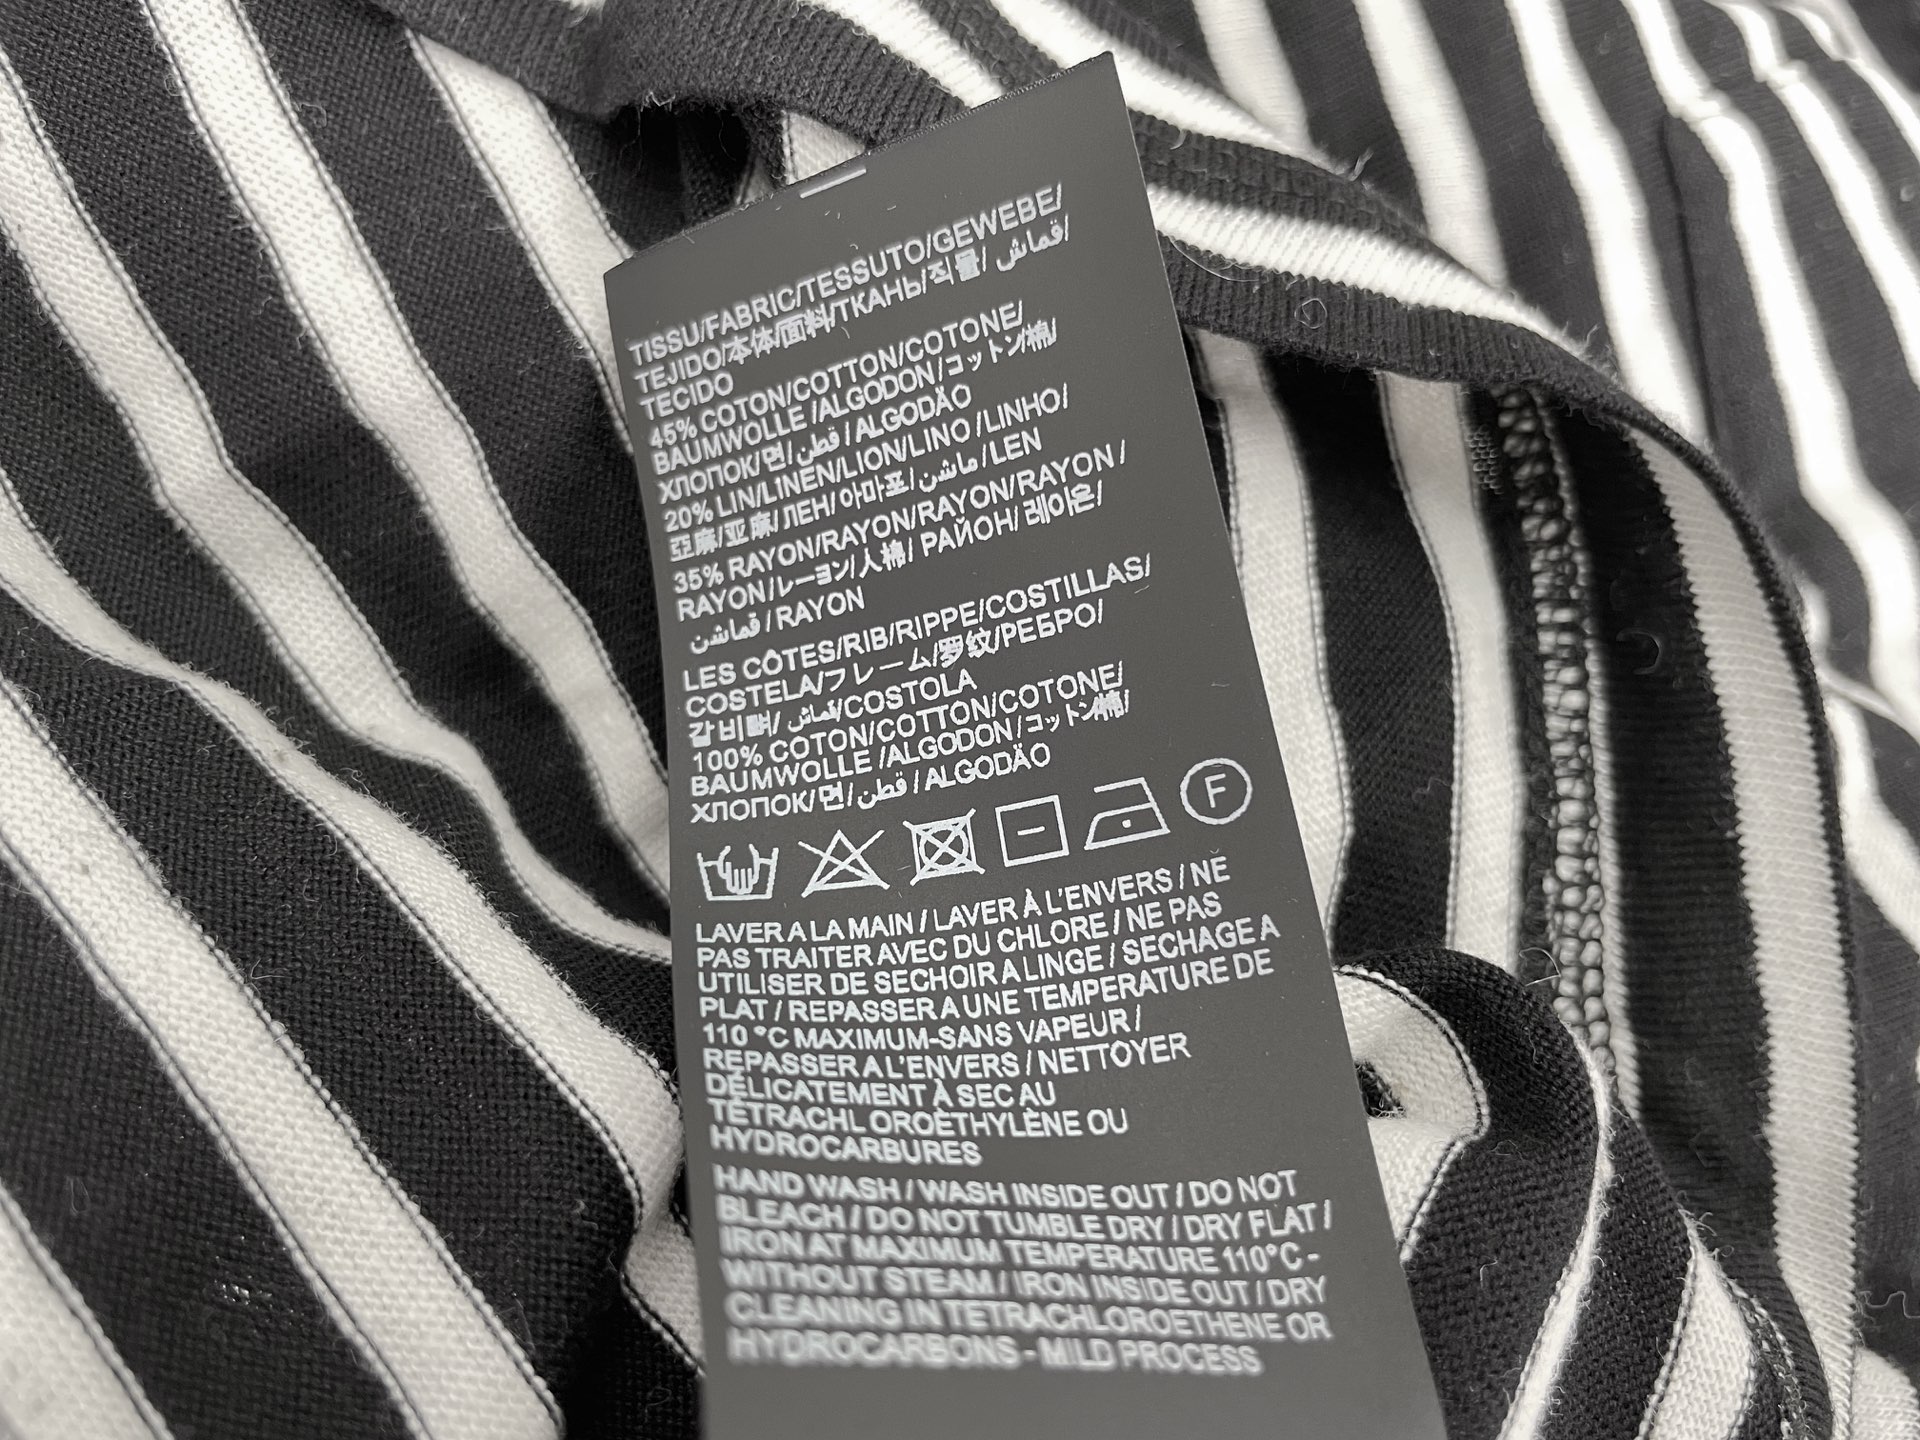 TISSU/FABRIC/TESSUTO/GEWEBE/
TEJIDO/本体/面料/ТКАНЬ/직물/ قماش/
TECIDO
45% COTON/COTTON/COTONE/
BAUMWOLLE /ALGODON/コットン/棉/
ХЛОПОК/면/قطن/ALGODÃO
20% LIN/LINEN/LION/LINO /LINHO/
亞麻/亚麻/ЛЕН/아마포/ماشن/LEN
35% RAYON/RAYON/RAYON/RAYON/
RAYON/レーヨン/人棉/ РАЙОН/ 레이온/
قماشن/RAYON
LES CÔTES/RIB/RIPPE/COSTILLAS/
COSTELA/フレーム/罗纹/РЕБРО/
갈비뼈/ قماش/COSTOLA
100% COTON/COTTON/COTONE/
BAUMWOLLE /ALGODON/コットン/棉/
ХЛОПОК/면/قطن/ALGODÃO
F
LAVER A LA MAIN / LAVER À L'ENVERS / NE
PAS TRAITER AVEC DU CHLORE / NE PAS
UTILISER DE SECHOIR A LINGE / SECHAGE A
PLAT / REPASSER A UNE TEMPERATURE DE
110 °C MAXIMUM-SANS VAPEUR /
REPASSER A L'ENVERS / NETTOYER
DÉLICATEMENT À SEC AU
TÉTRACHL OROÈTHYLÈNE OU
HYDROCARBURES
HAND WASH / WASH INSIDE OUT / DO NOT
BLEACH / DO NOT TUMBLE DRY / DRY FLAT /
IRON AT MAXIMUM TEMPERATURE 110°C -
WITHOUT STEAM / IRON INSIDE OUT / DRY
CLEANING IN TETRACHLOROETHENE OR
HYDROCARBONS - MILD PROCESS